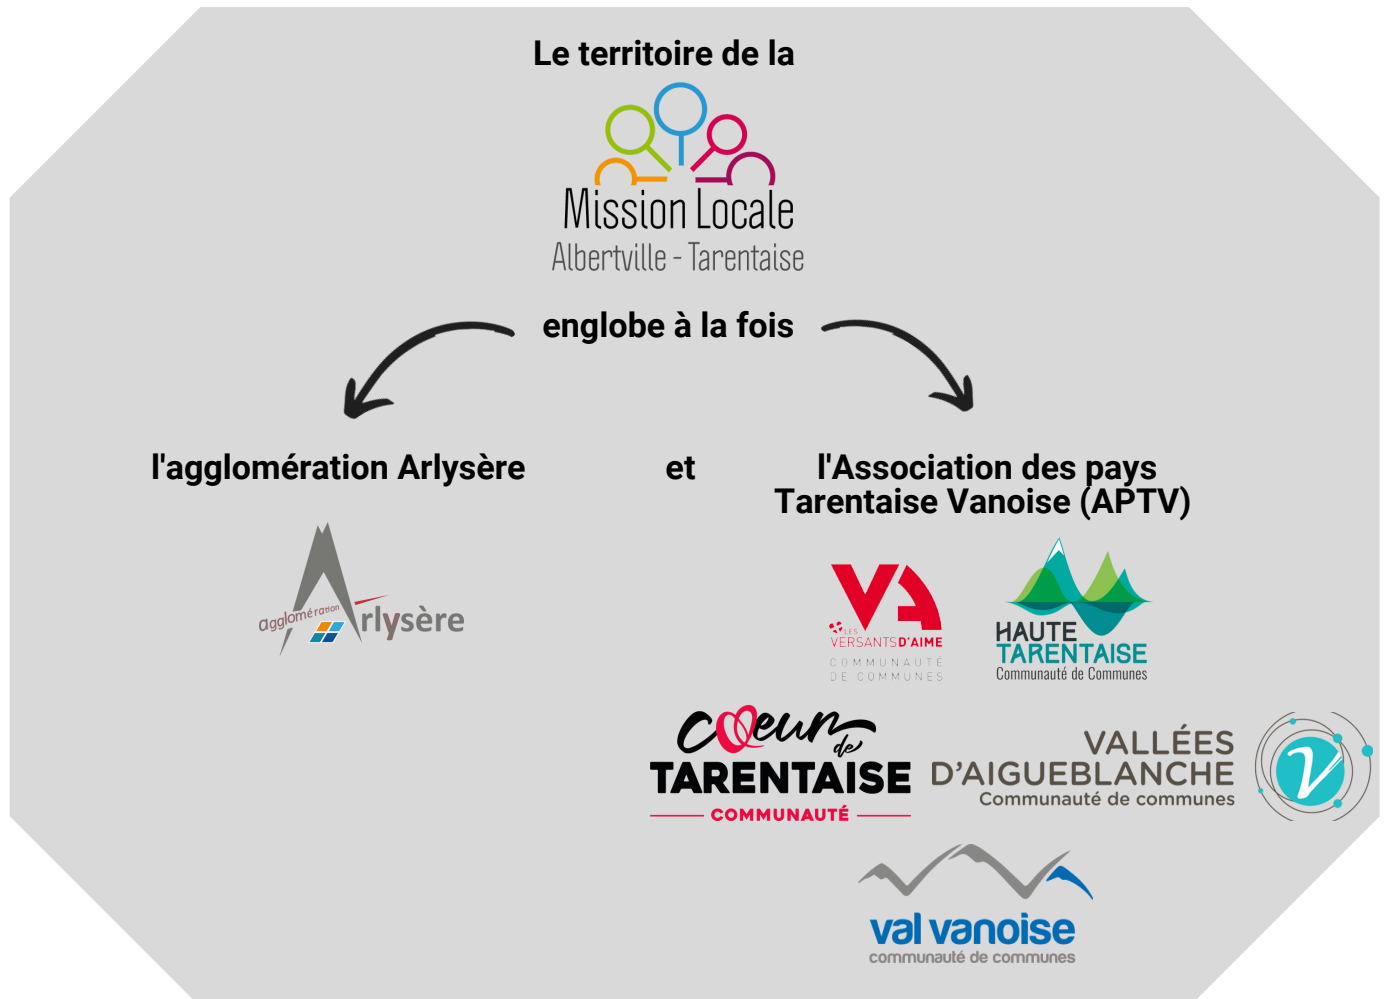 Le territoire de la
Mission Locale
Albertville - Tarentaise
englobe à la fois
l'agglomération Arlysère
et
l'Association des pays
Tarentaise Vanoise (APTV)
agglomération
Arlysère
VA
LES
VERSANTS D'AIME
COMMUNAUTÉ
DE COMMUNES
HAUTE
TARENTAISE
Communauté de Communes
Cœur
de
TARENTAISE
COMMUNAUTÉ
VALLÉES
D'AIGUEBLANCHE
Communauté de communes
V
val vanoise
communauté de communes